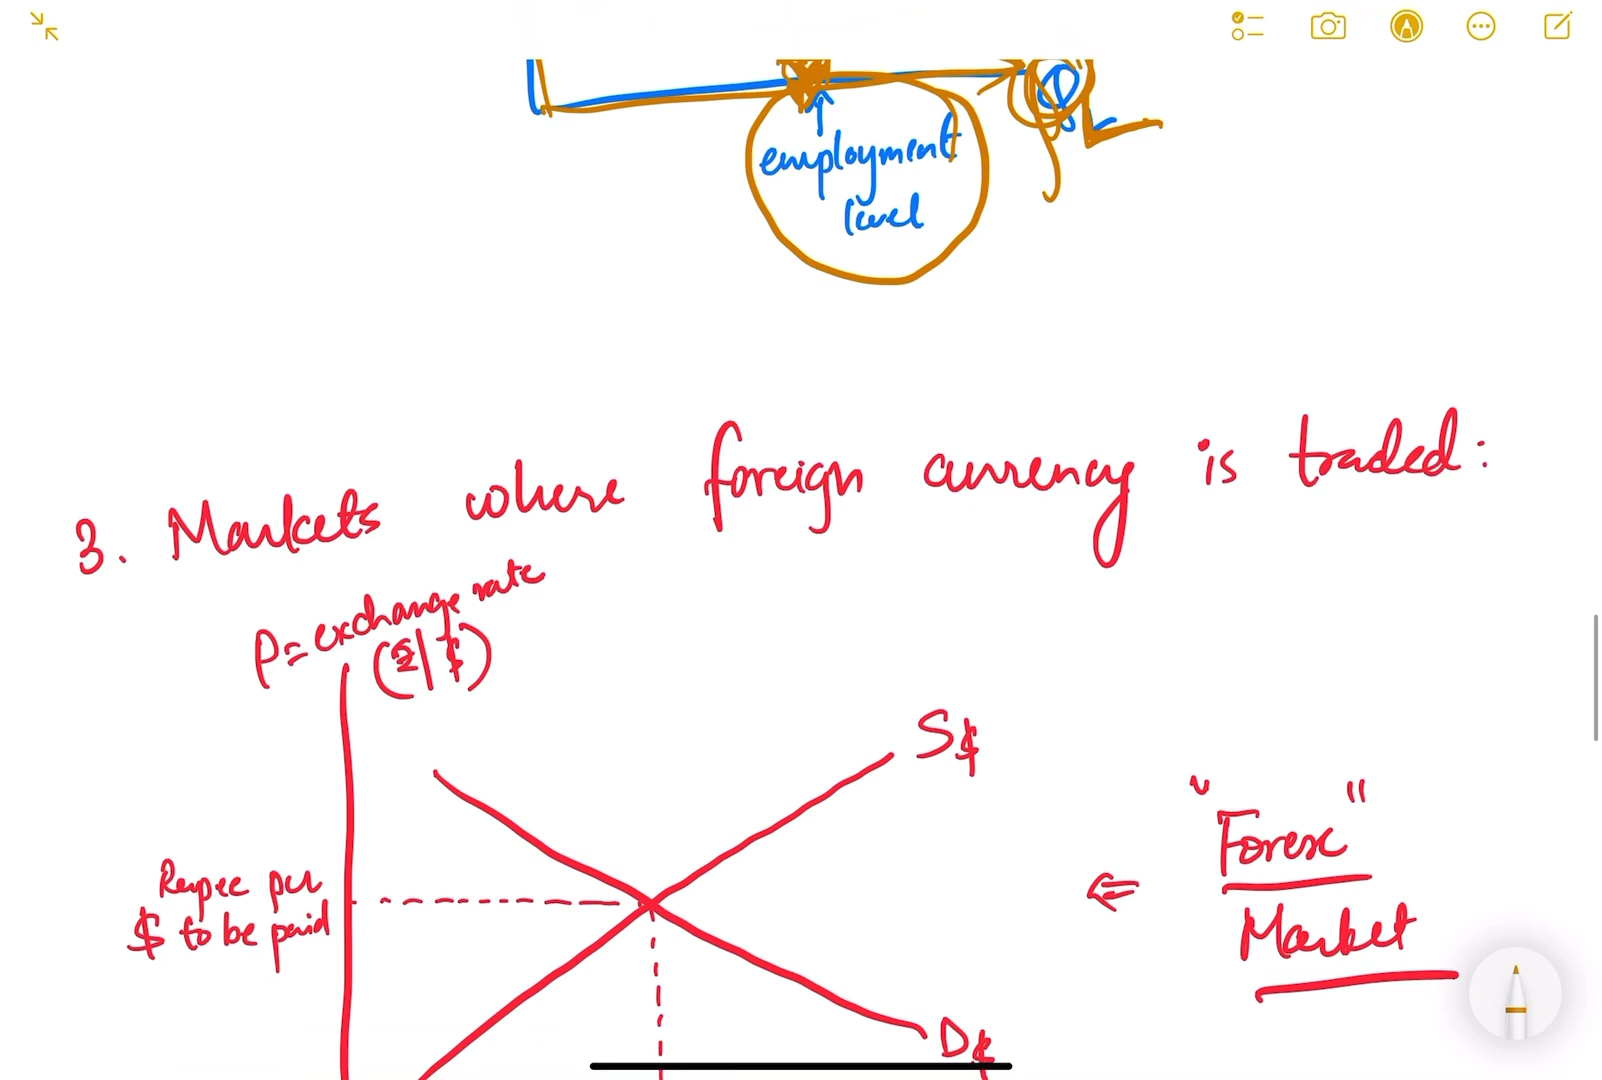 employment
level
3. Markets where foreign currency is traded:
P = exchange rate
(₹|$)
S$
"Forex"
Market
Rupee per
$ to be paid
D$